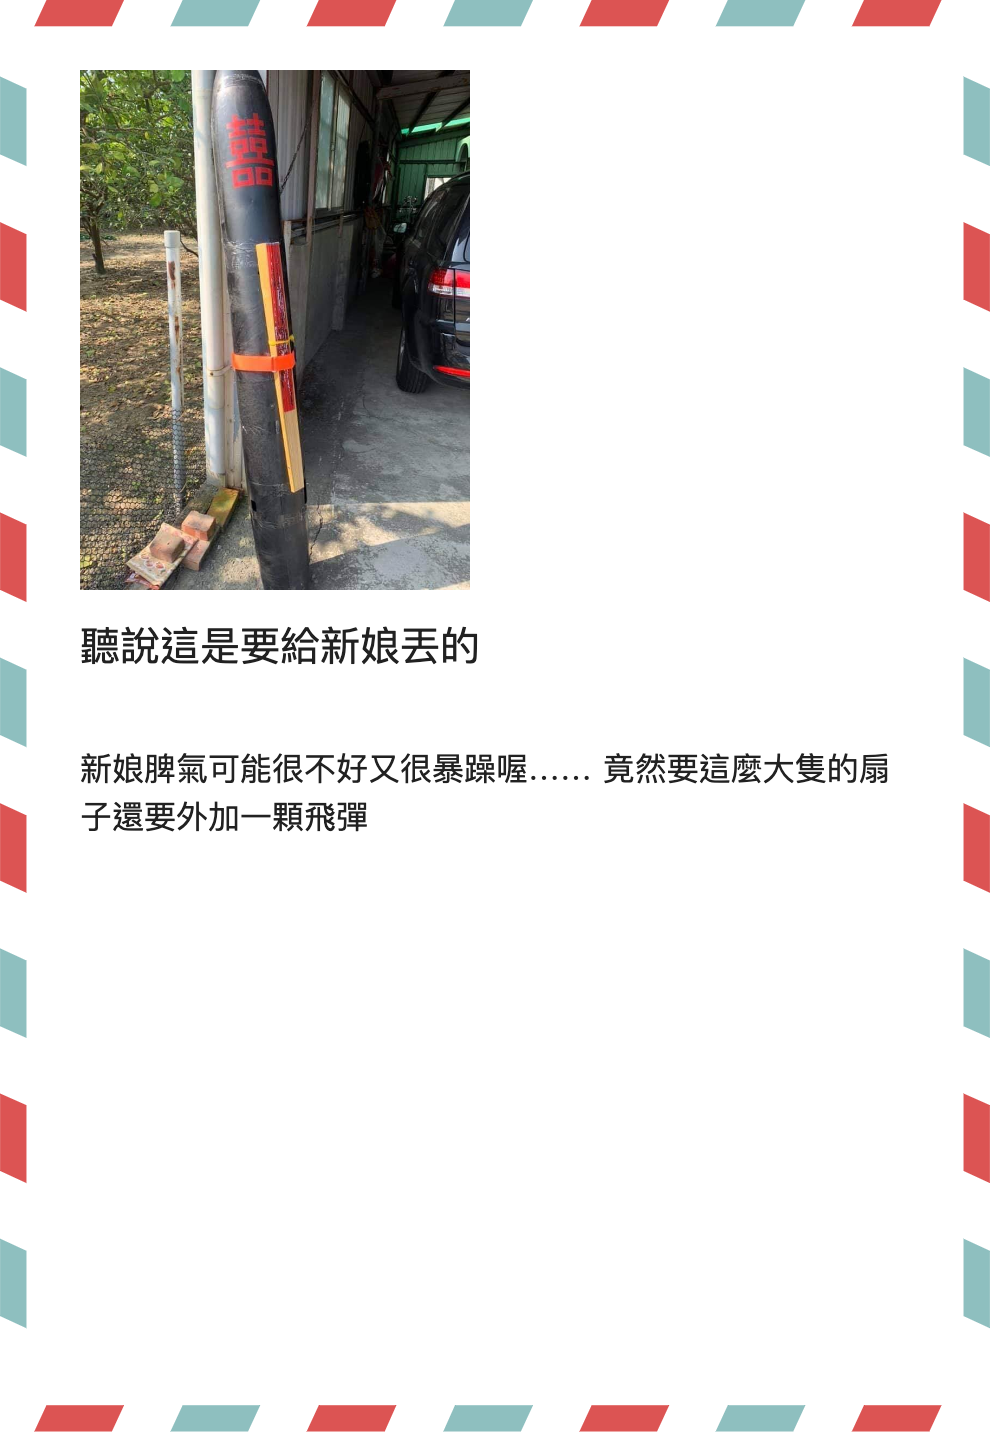 囍
聽說這是要給新娘丟的
新娘脾氣可能很不好又很暴躁喔…… 竟然要這麼大隻的扇
子還要外加一顆飛彈